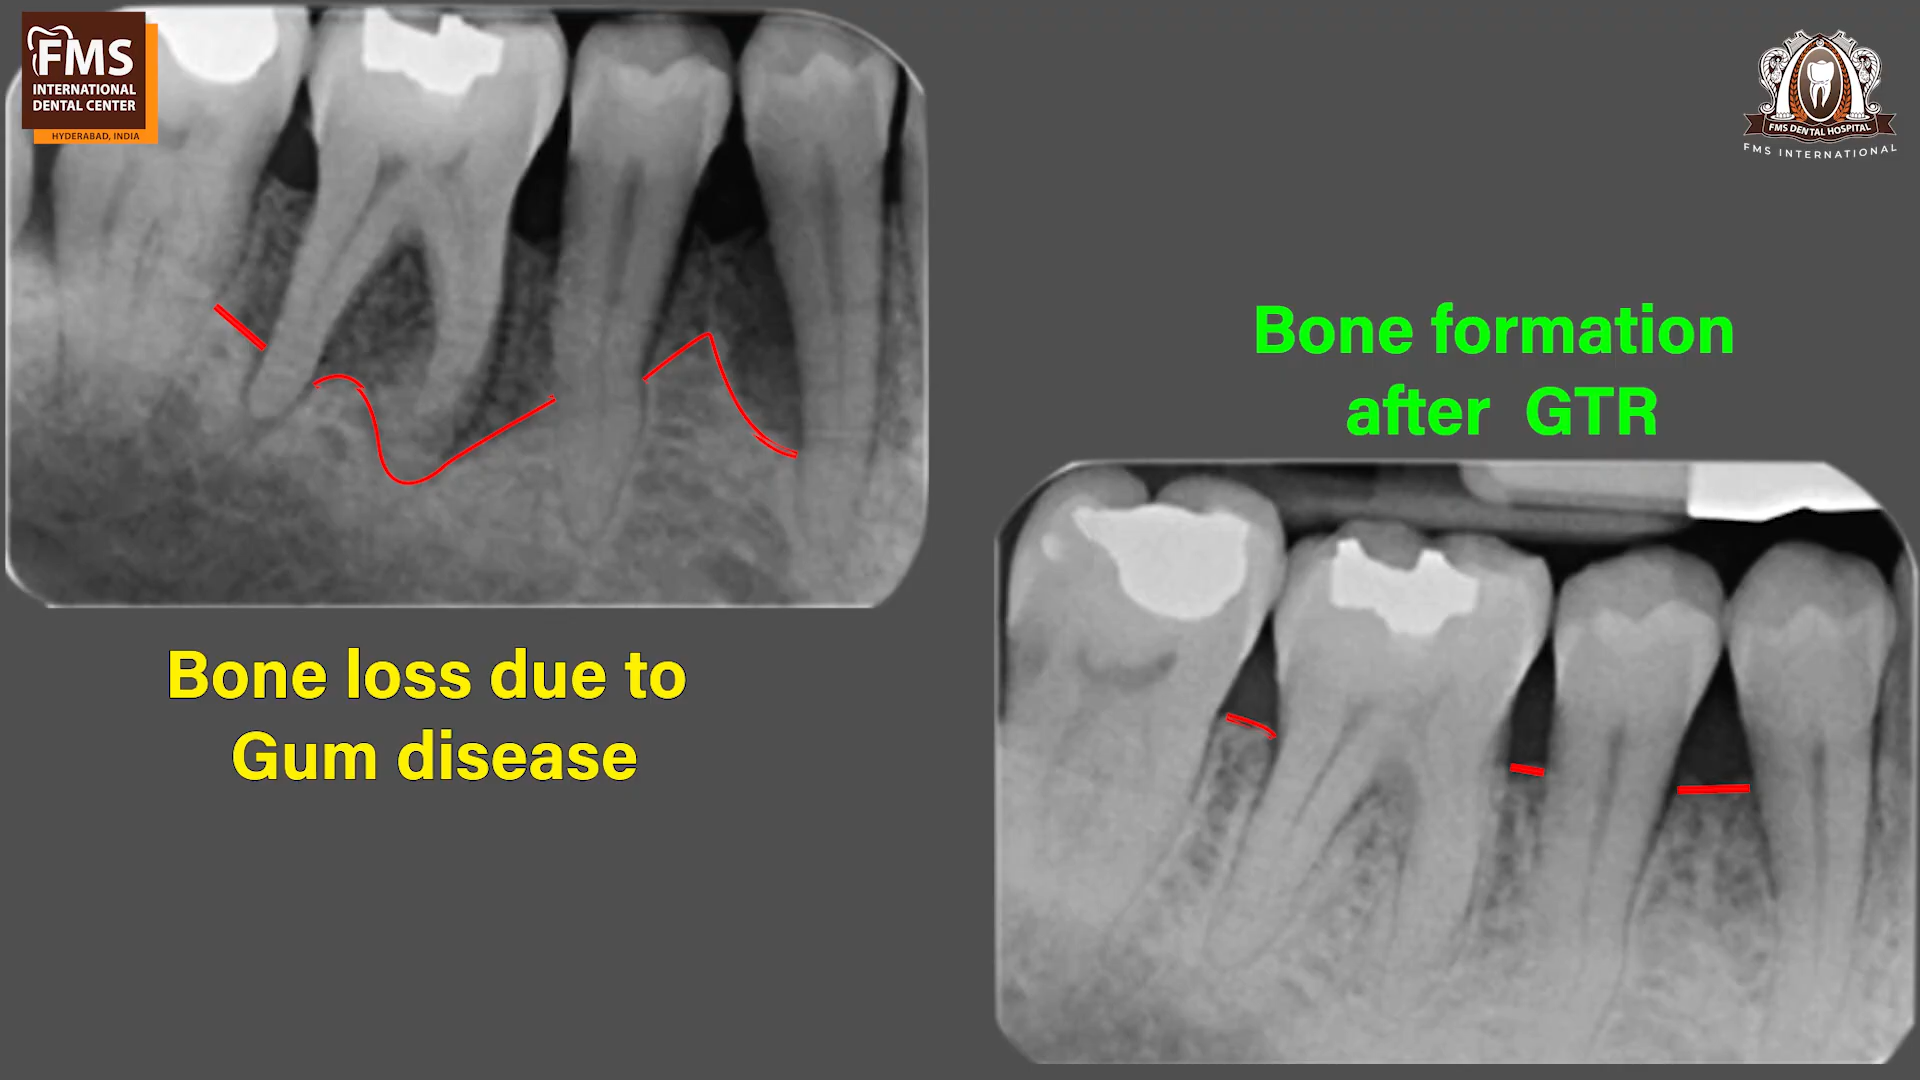 FMS
INTERNATIONAL
DENTAL CENTER
HYDERABAD, INDIA
FMS DENTAL HOSPITAL
FMS INTERNATIONAL
Bone formation
after GTR
Bone loss due to
Gum disease